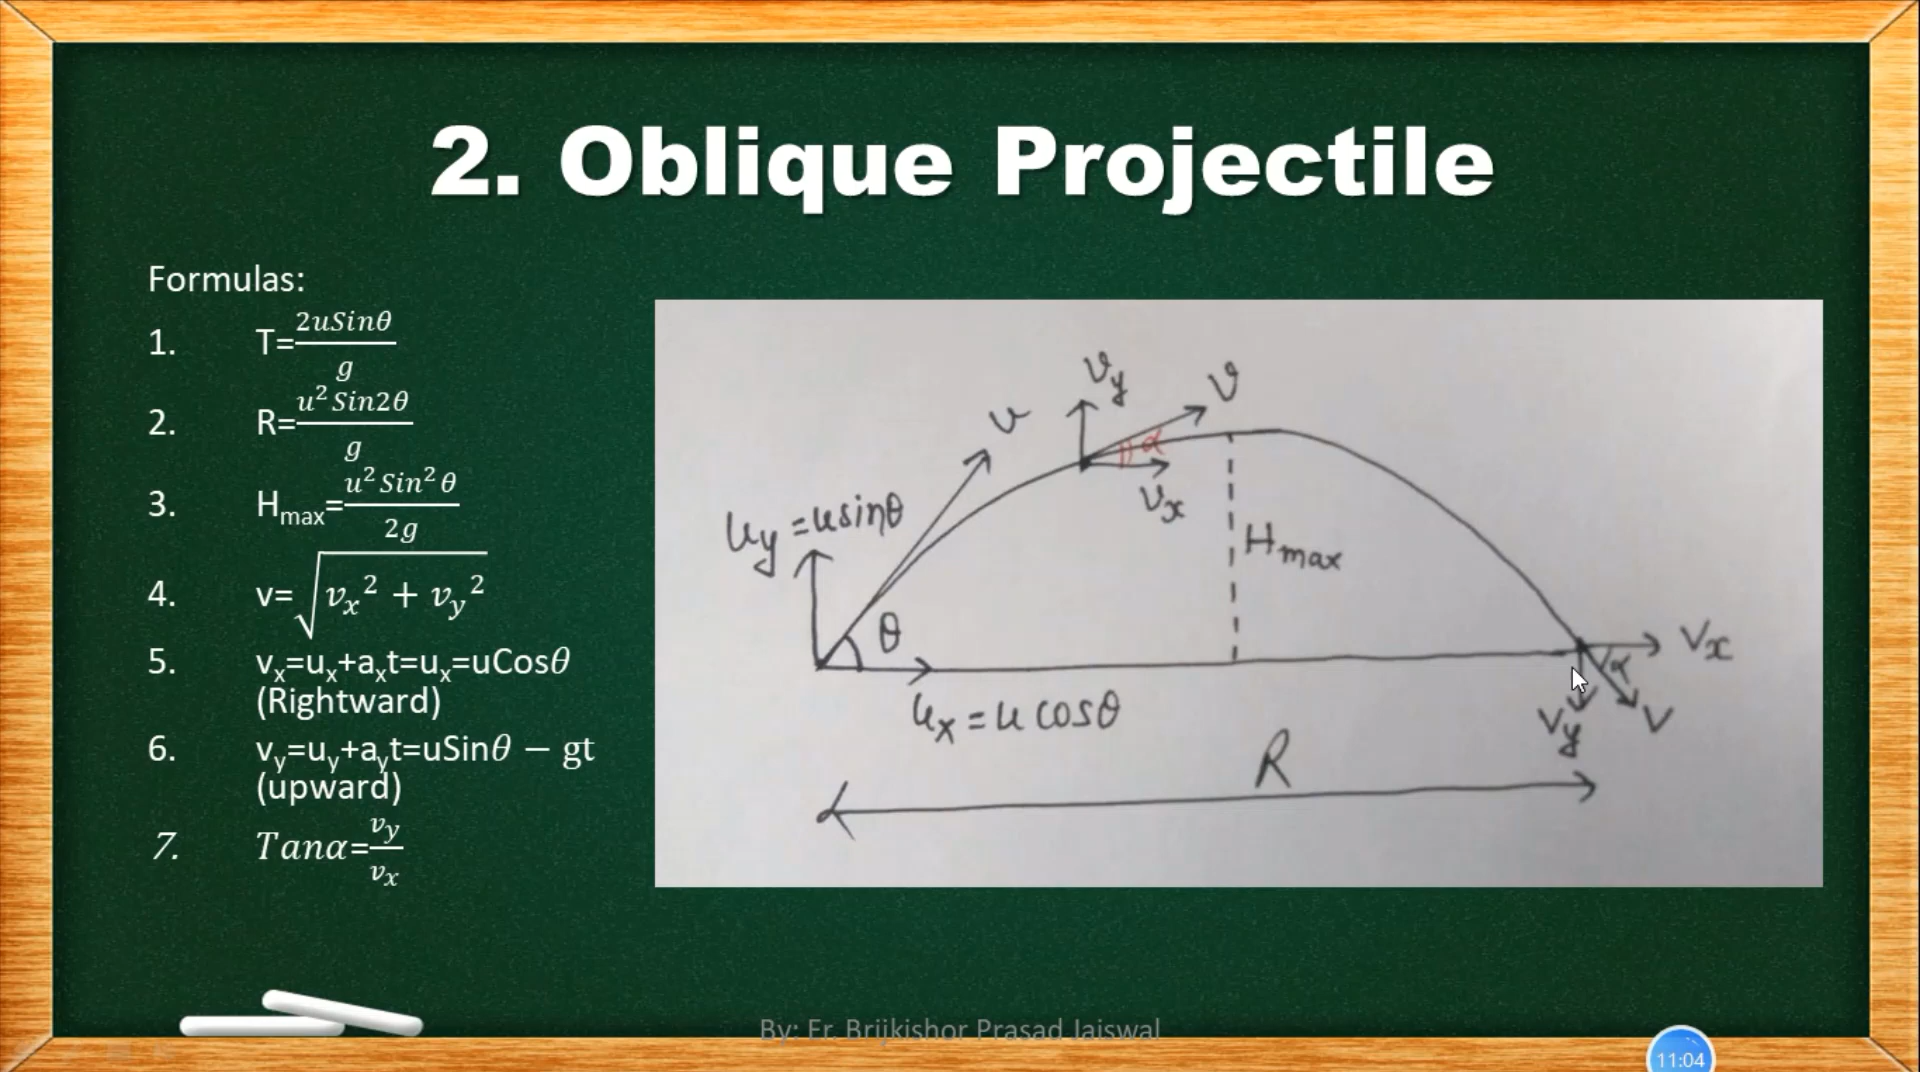 2. Oblique Projectile
Formulas:
1. T=2uSinθ/g
2. R=u²Sin2θ/g
3. Hmax=u²Sin²θ/2g
4. v=√(vx²+vy²)
5. vx=ux+axt=ux=uCosθ
(Rightward)
6. vy=uy+ayt=uSinθ − gt
(upward)
7. Tanα=vy/vx
vy
v
u
α
vx
uy=usinθ
Hmax
θ
Vx
α
ux=ucosθ
Vy
V
R
By: Er. Brijkishor Prasad Jaiswal
11:04